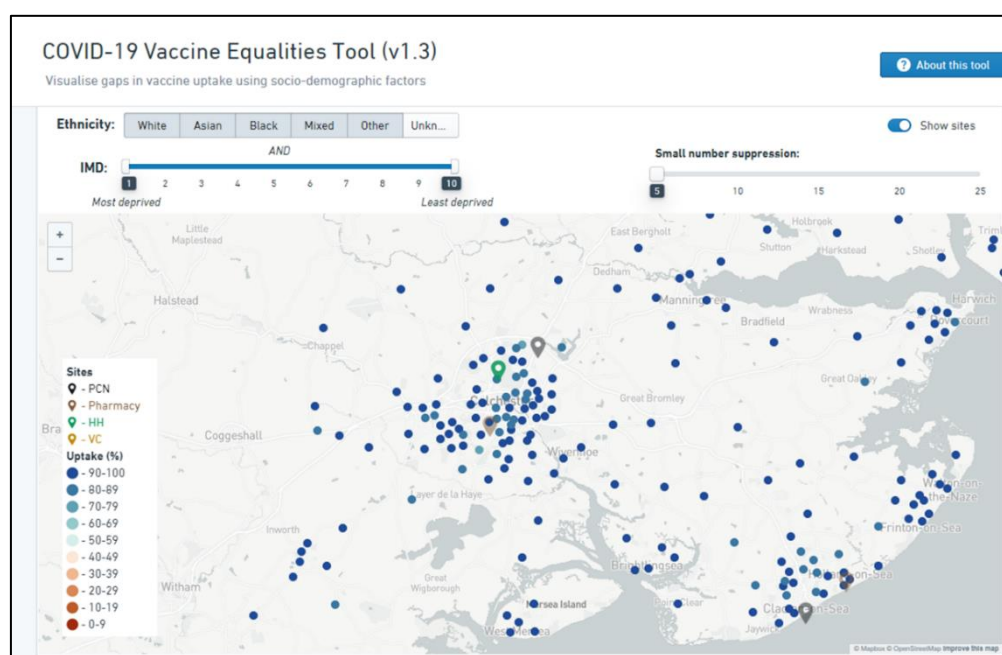 COVID-19 Vaccine Equalities Tool (v1.3)
Visualise gaps in vaccine uptake using socio-demographic factors
? About this tool
Ethnicity: White Asian Black Mixed Other Unkn...
Show sites
AND
IMD:
1 2 3 4 5 6 7 8 9 10
Most deprived Least deprived
Small number suppression:
5 10 15 20 25
+
−
Little
Maplestead
Halstead
Chappel
Coggeshall
Inworth
Witham
East Bergholt
Dedham
Holbrook
Stutton
Harkstead
Shotley
Manningtree
Bradfield
Wrabness
Harwich
Great Oakley
Great Bromley
Wivenhoe
Layer de la Haye
Great
Wigborough
Mersea Island
West Mersea
Brightlingsea
Jaywick
Walton-on-
the-Naze
Frinton-on-Sea
Sites
- PCN
- Pharmacy
- HH
- VC
Uptake (%)
- 90-100
- 80-89
- 70-79
- 60-69
- 50-59
- 40-49
- 30-39
- 20-29
- 10-19
- 0-9
© Mapbox © OpenStreetMap Improve this map